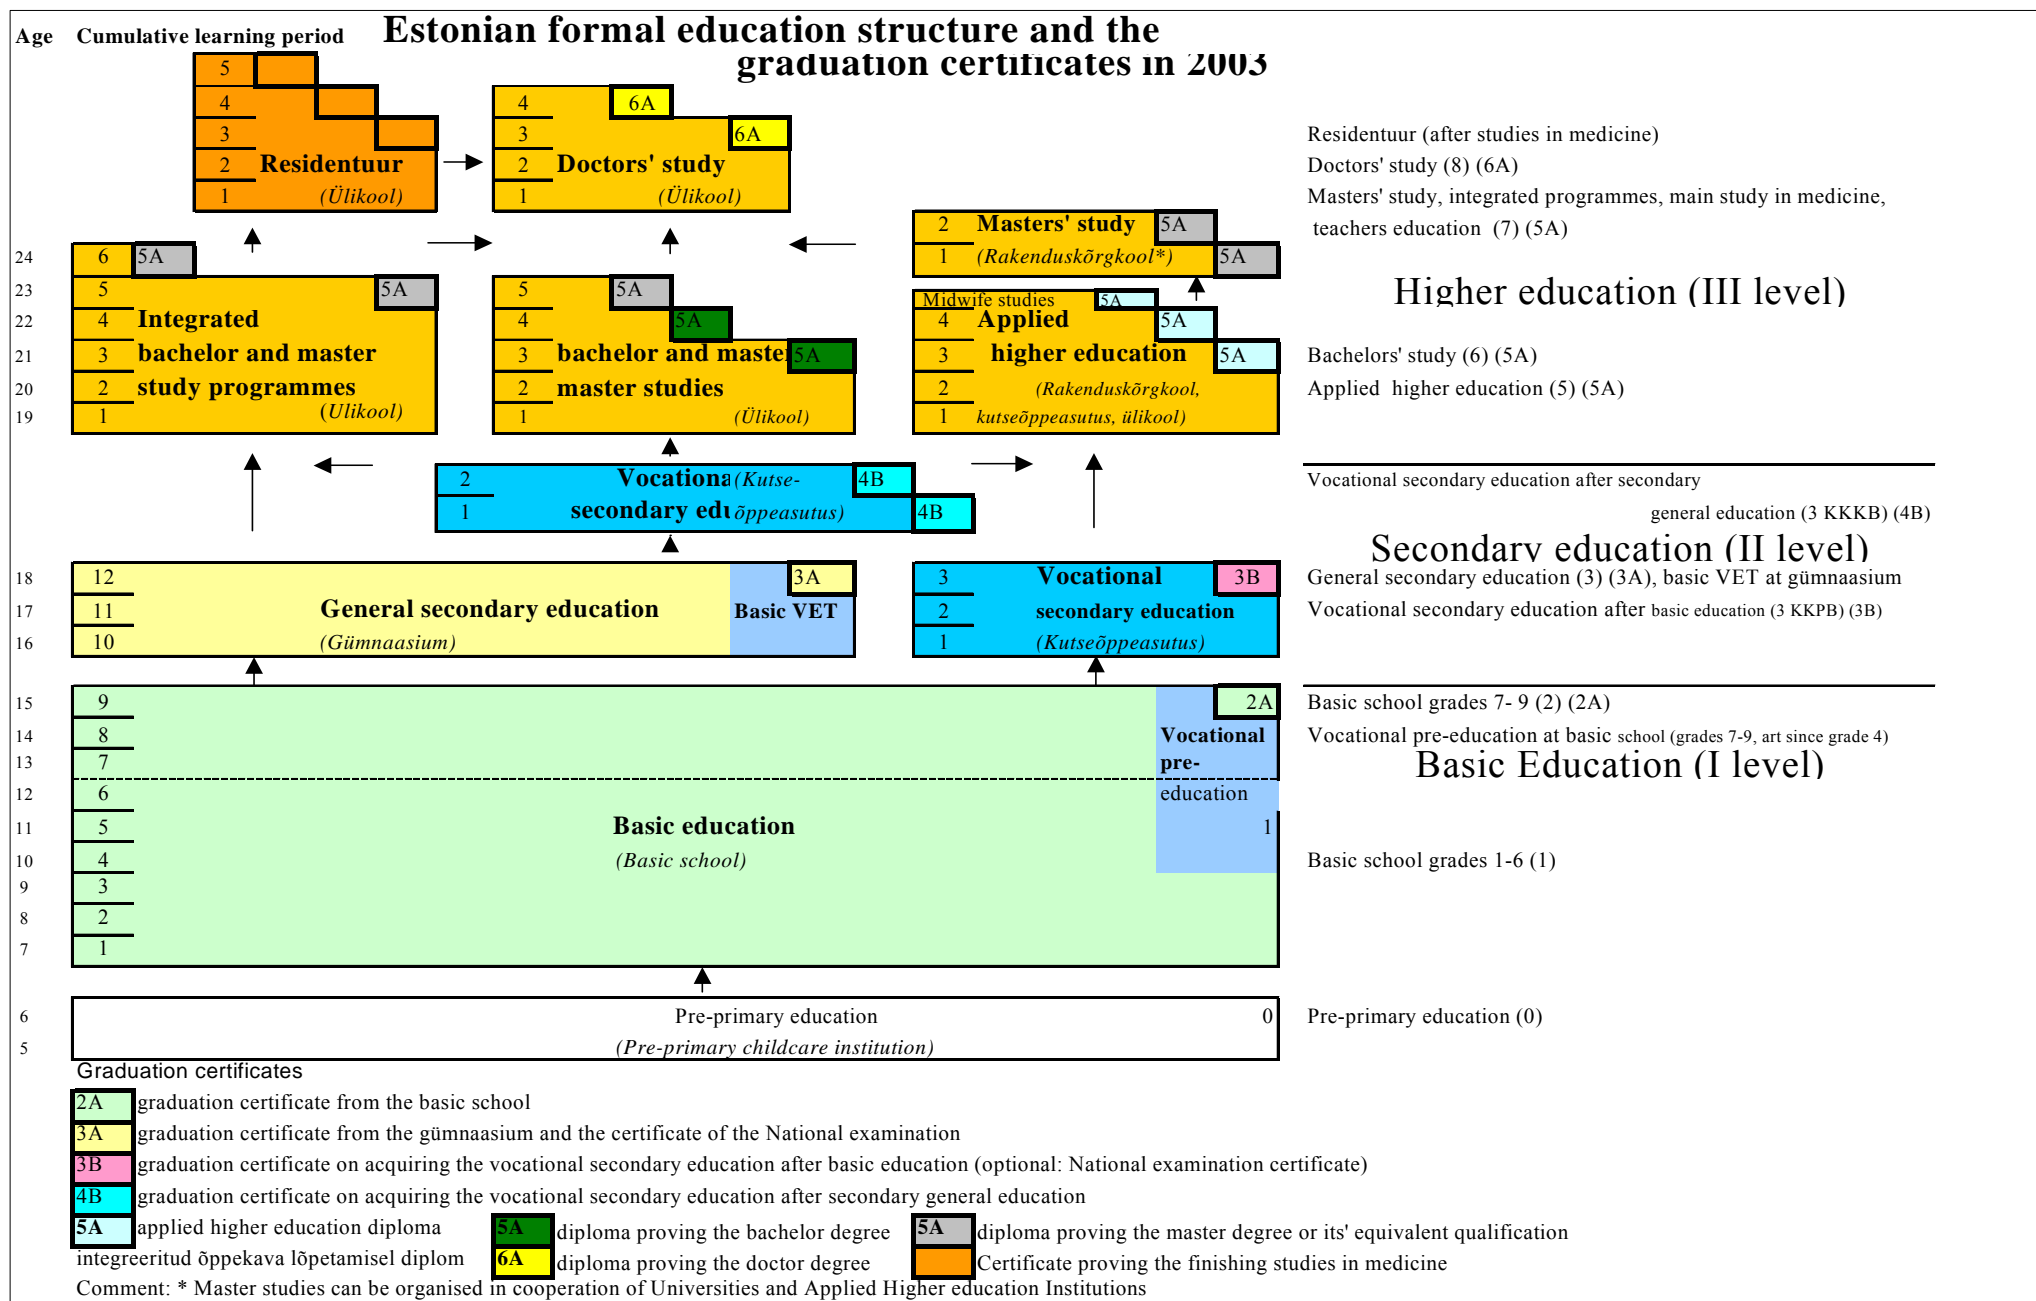 Age Cumulative learning period Estonian formal education structure and the
graduation certificates in 2003
5
4 4 6A
3 3 6A Residentuur (after studies in medicine)
2 Residentuur 2 Doctors' study Doctors' study (8) (6A)
1 (Ülikool) 1 (Ülikool) Masters' study, integrated programmes, main study in medicine,
2 Masters' study 5A teachers education (7) (5A)
24 6 5A 1 (Rakenduskõrgkool*) 5A
23 5 5A 5 5A Midwife studies 5A Higher education (III level)
22 4 Integrated 4 5A 4 Applied 5A
21 3 bachelor and master 3 bachelor and maste 5A 3 higher education 5A Bachelors' study (6) (5A)
20 2 study programmes 2 master studies 2 (Rakenduskõrgkool, Applied higher education (5) (5A)
19 1 (Ulikool) 1 (Ülikool) 1 kutseõppeasutus, ülikool)
2 Vocationa (Kutse- 4B Vocational secondary education after secondary
1 secondary edu õppeasutus) 4B general education (3 KKKB) (4B)
Secondary education (II level)
18 12 3A 3 Vocational 3B General secondary education (3) (3A), basic VET at gümnaasium
17 11 General secondary education Basic VET 2 secondary education Vocational secondary education after basic education (3 KKPB) (3B)
16 10 (Gümnaasium) 1 (Kutseõppeasutus)
15 9 2A Basic school grades 7- 9 (2) (2A)
14 8 Vocational Vocational pre-education at basic school (grades 7-9, art since grade 4)
13 7 pre- Basic Education (I level)
12 6 education
11 5 Basic education 1
10 4 (Basic school) Basic school grades 1-6 (1)
9 3
8 2
7 1
6 Pre-primary education 0 Pre-primary education (0)
5 (Pre-primary childcare institution)
Graduation certificates
2A graduation certificate from the basic school
3A graduation certificate from the gümnaasium and the certificate of the National examination
3B graduation certificate on acquiring the vocational secondary education after basic education (optional: National examination certificate)
4B graduation certificate on acquiring the vocational secondary education after secondary general education
5A applied higher education diploma 5A diploma proving the bachelor degree 5A diploma proving the master degree or its' equivalent qualification
integreeritud õppekava lõpetamisel diplom 6A diploma proving the doctor degree Certificate proving the finishing studies in medicine
Comment: * Master studies can be organised in cooperation of Universities and Applied Higher education Institutions